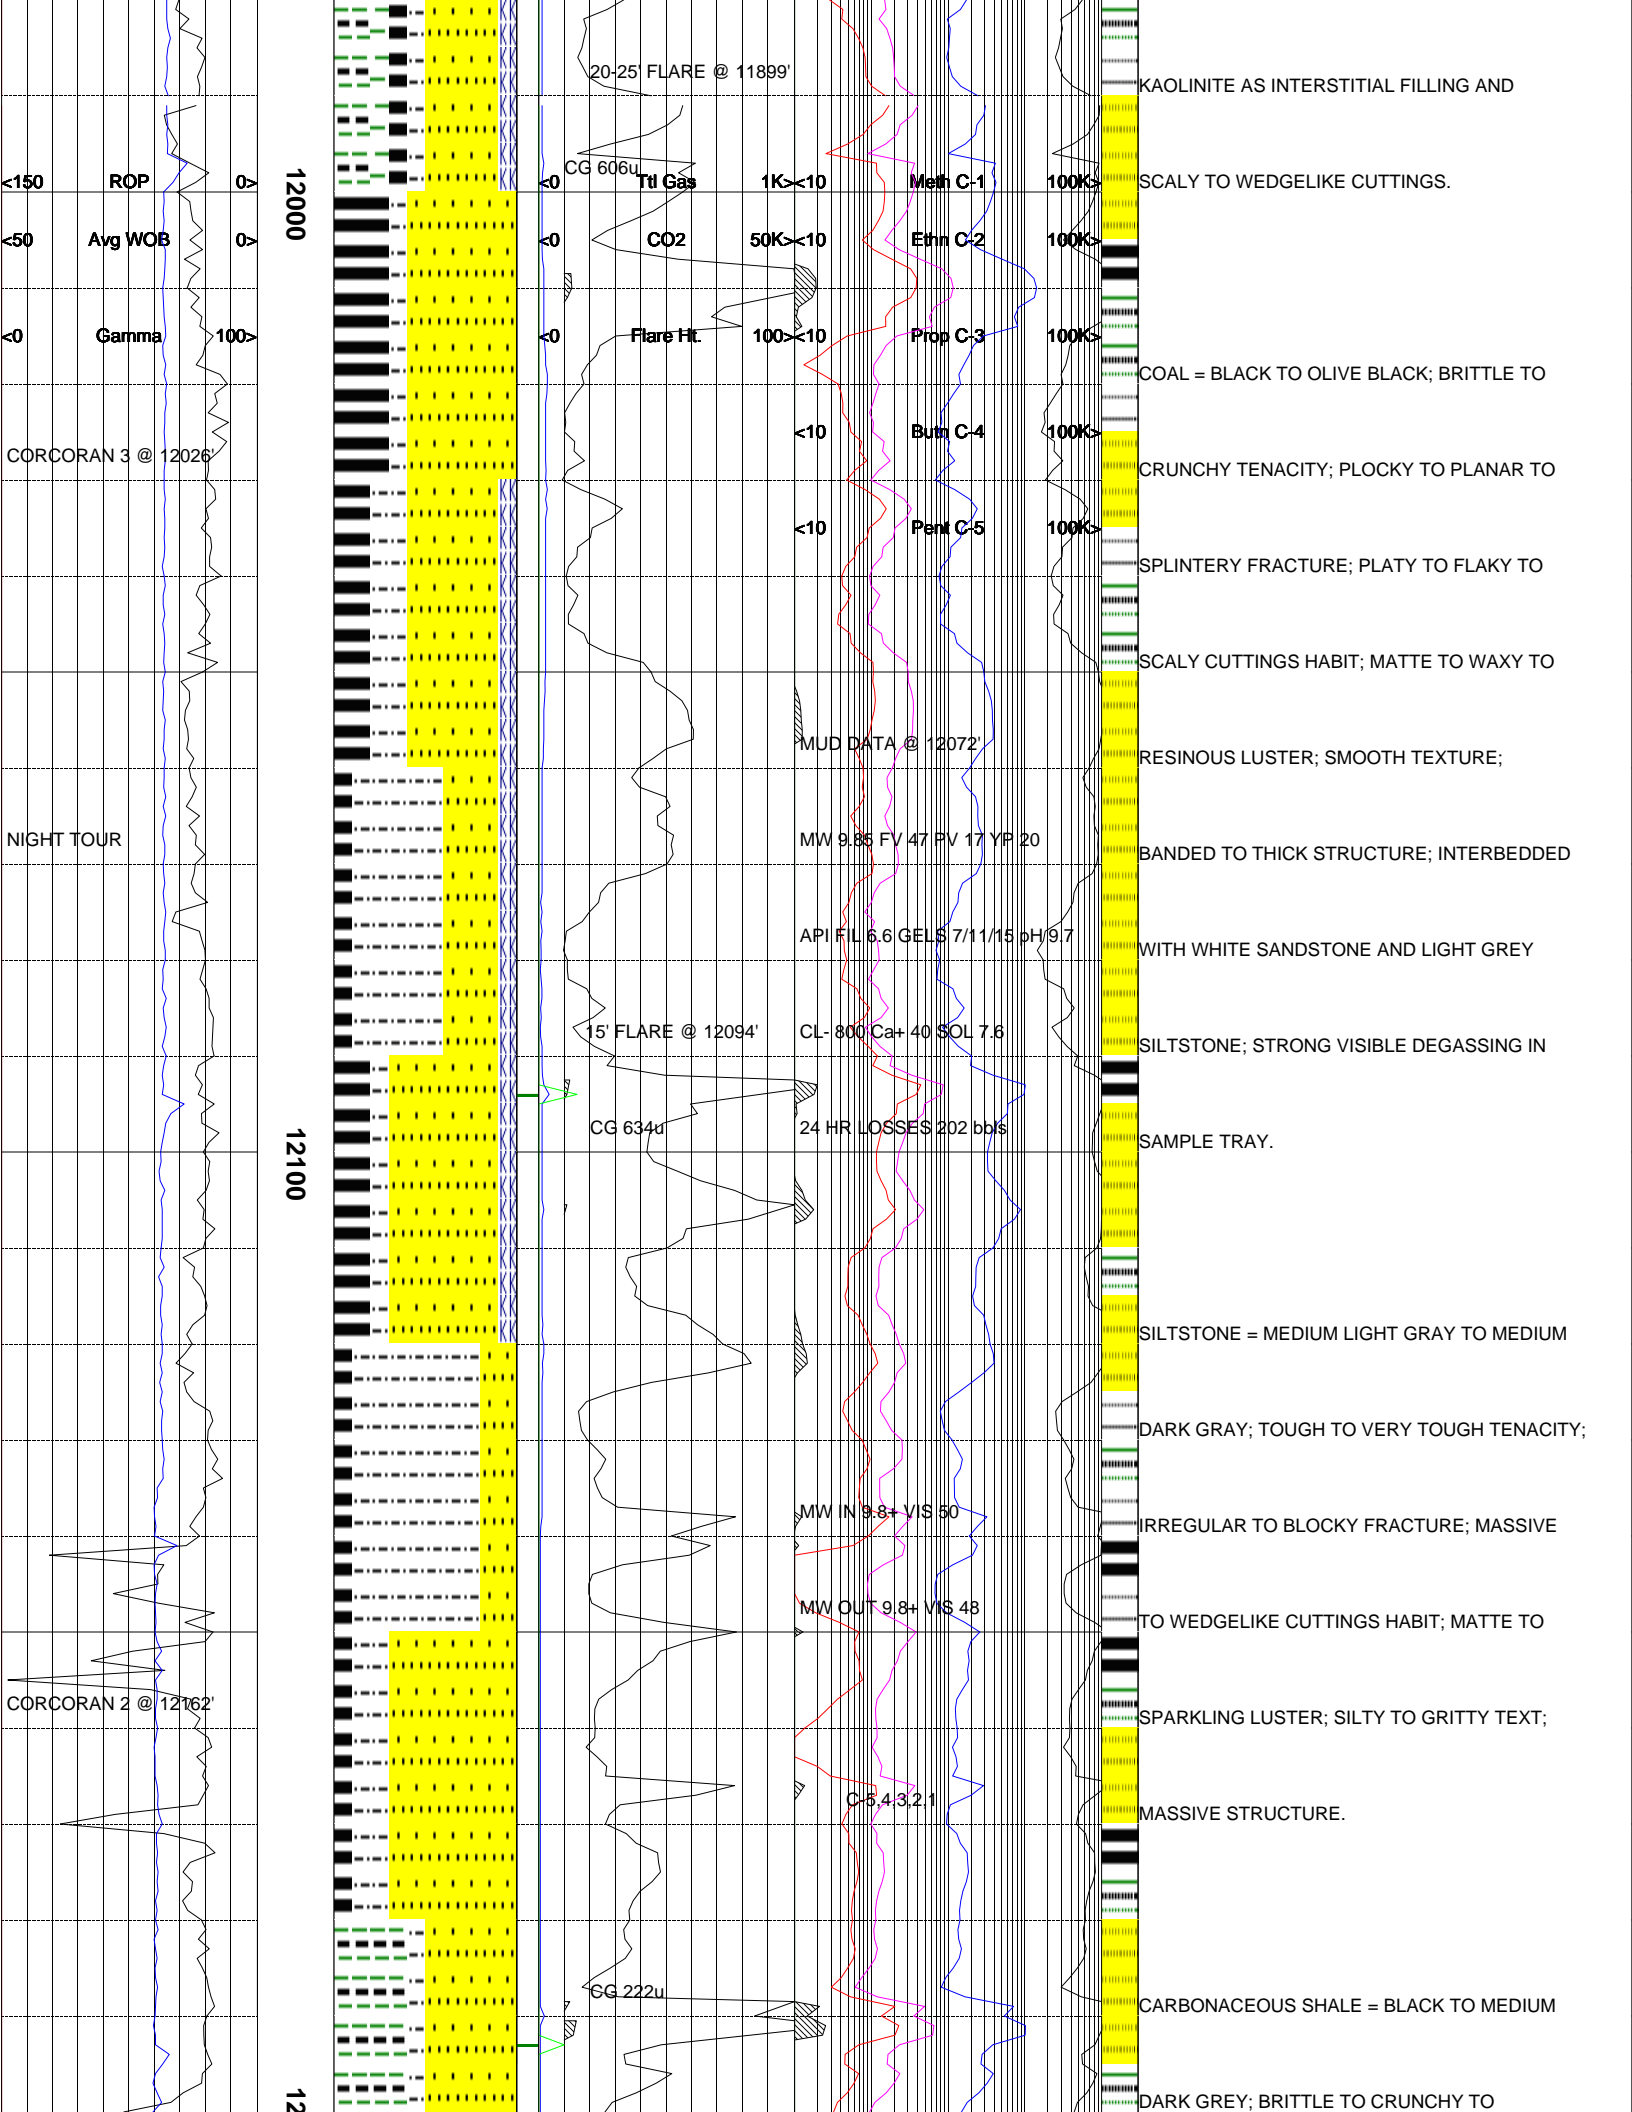 20-25' FLARE @ 11899'
KAOLINITE AS INTERSTITIAL FILLING AND
CG 606u
<150 ROP 0>
<0 Ttl Gas 1K>
<10 Meth C-1 100K>
SCALY TO WEDGELIKE CUTTINGS.
12000
<50 Avg WOB 0>
<0 CO2 50K>
<10 Ethn C-2 100K>
<0 Gamma 100>
<0 Flare Ht. 100>
<10 Prop C-3 100K>
COAL = BLACK TO OLIVE BLACK; BRITTLE TO
<10 Butn C-4 100K>
CORCORAN 3 @ 12026'
CRUNCHY TENACITY; PLOCKY TO PLANAR TO
<10 Pent C-5 100K>
SPLINTERY FRACTURE; PLATY TO FLAKY TO
SCALY CUTTINGS HABIT; MATTE TO WAXY TO
MUD DATA @ 12072'
RESINOUS LUSTER; SMOOTH TEXTURE;
NIGHT TOUR
MW 9.85 FV 47 PV 17 YP 20
BANDED TO THICK STRUCTURE; INTERBEDDED
API FIL 6.6 GELS 7/11/15 pH 9.7
WITH WHITE SANDSTONE AND LIGHT GREY
15' FLARE @ 12094'
CL- 800 Ca+ 40 SOL 7.6
SILTSTONE; STRONG VISIBLE DEGASSING IN
CG 634u
24 HR LOSSES 202 bbls
SAMPLE TRAY.
12100
SILTSTONE = MEDIUM LIGHT GRAY TO MEDIUM
DARK GRAY; TOUGH TO VERY TOUGH TENACITY;
MW IN 9.8+ VIS 50
IRREGULAR TO BLOCKY FRACTURE; MASSIVE
MW OUT 9.8+ VIS 48
TO WEDGELIKE CUTTINGS HABIT; MATTE TO
CORCORAN 2 @ 12162'
SPARKLING LUSTER; SILTY TO GRITTY TEXT;
C-5,4,3,2,1
MASSIVE STRUCTURE.
CG 222u
CARBONACEOUS SHALE = BLACK TO MEDIUM
DARK GREY; BRITTLE TO CRUNCHY TO